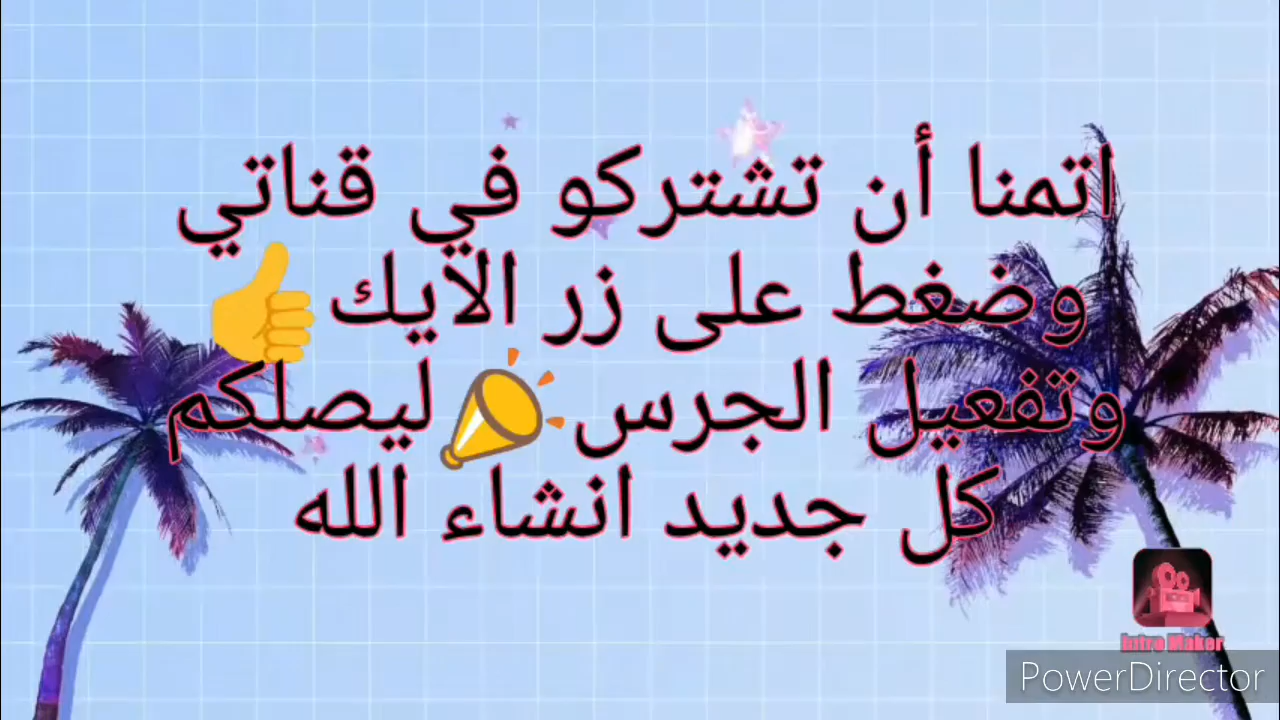 اتمنا أن تشتركو في قناتي
وضغط على زر الايك👍
وتفعيل الجرس📣ليصلكم
كل جديد انشاء الله
Intro Maker
PowerDirector